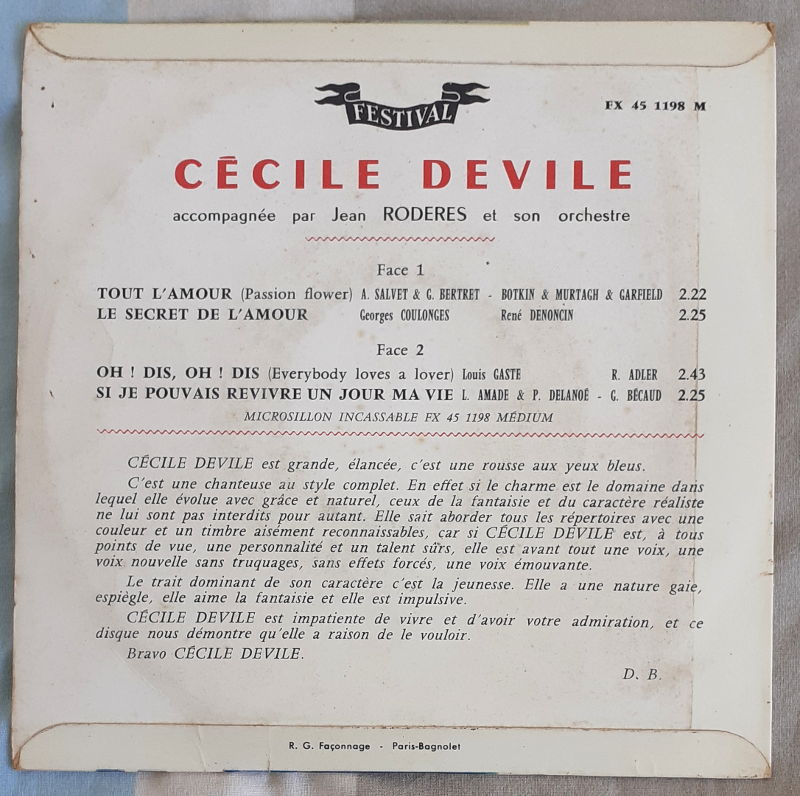 FESTIVAL
FX 45 1198 M
CÉCILE DEVILE
accompagnée par Jean RODERES et son orchestre
Face 1
TOUT L'AMOUR (Passion flower) A. SALVET & G. BERTRET - BOTKIN & MURTAGH & GARFIELD 2.22
LE SECRET DE L'AMOUR Georges COULONGES René DENONCIN 2.25
Face 2
OH ! DIS, OH ! DIS (Everybody loves a lover) Louis GASTE R. ADLER 2.43
SI JE POUVAIS REVIVRE UN JOUR MA VIE L. AMADE & P. DELANOË - G. BÉCAUD 2.25
MICROSILLON INCASSABLE FX 45 1198 MÉDIUM
CÉCILE DEVILE est grande, élancée, c'est une rousse aux yeux bleus.
C'est une chanteuse au style complet. En effet si le charme est le domaine dans
lequel elle évolue avec grâce et naturel, ceux de la fantaisie et du caractère réaliste
ne lui sont pas interdits pour autant. Elle sait aborder tous les répertoires avec une
couleur et un timbre aisément reconnaissables, car si CÉCILE DEVILE est, à tous
points de vue, une personnalité et un talent sûrs, elle est avant tout une voix, une
voix nouvelle sans truquages, sans effets forcés, une voix émouvante.
Le trait dominant de son caractère c'est la jeunesse. Elle a une nature gaie,
espiègle, elle aime la fantaisie et elle est impulsive.
CÉCILE DEVILE est impatiente de vivre et d'avoir votre admiration, et ce
disque nous démontre qu'elle a raison de le vouloir.
Bravo CÉCILE DEVILE.
D. B.
R. G. Façonnage - Paris-Bagnolet